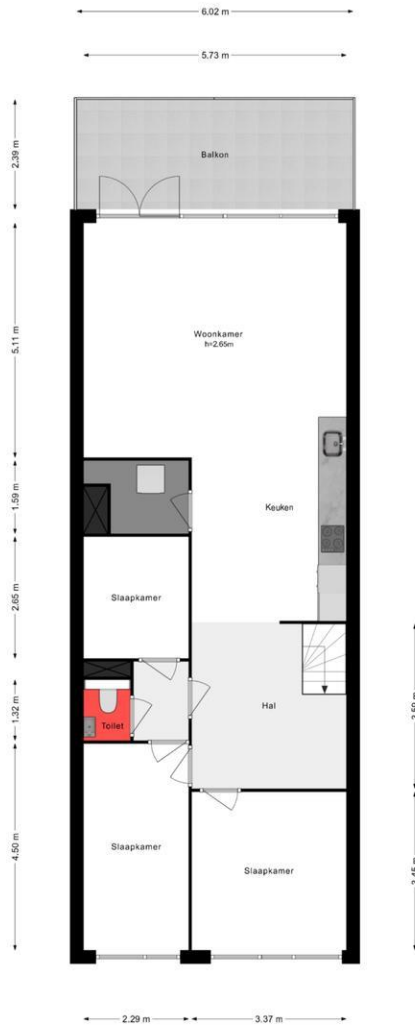 6.02 m
5.73 m
2.39 m
Balkon
5.11 m
Woonkamer
h=2.65m
1.59 m
Keuken
2.65 m
Slaapkamer
1.32 m
Toilet
Hal
4.50 m
Slaapkamer
Slaapkamer
2.29 m
3.37 m